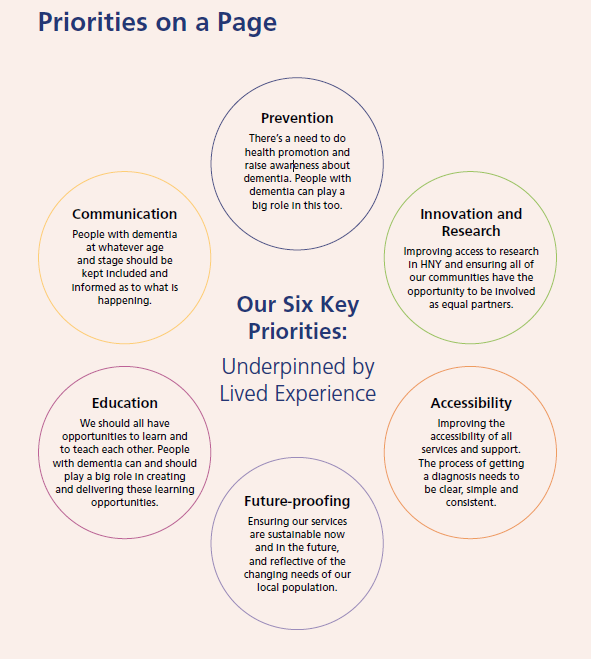 Priorities on a Page
Prevention
There's a need to do
health promotion and
raise awareness about
dementia. People with
dementia can play a
big role in this too.
Communication
People with dementia
at whatever age
and stage should be
kept included and
informed as to what is
happening.
Innovation and
Research
Improving access to research
in HNY and ensuring all of
our communities have the
opportunity to be involved
as equal partners.
Our Six Key
Priorities:
Underpinned by
Lived Experience
Education
We should all have
opportunities to learn and
to teach each other. People
with dementia can and should
play a big role in creating
and delivering these learning
opportunities.
Accessibility
Improving the
accessibility of all
services and support.
The process of getting
a diagnosis needs to
be clear, simple and
consistent.
Future-proofing
Ensuring our services
are sustainable now
and in the future,
and reflective of the
changing needs of our
local population.